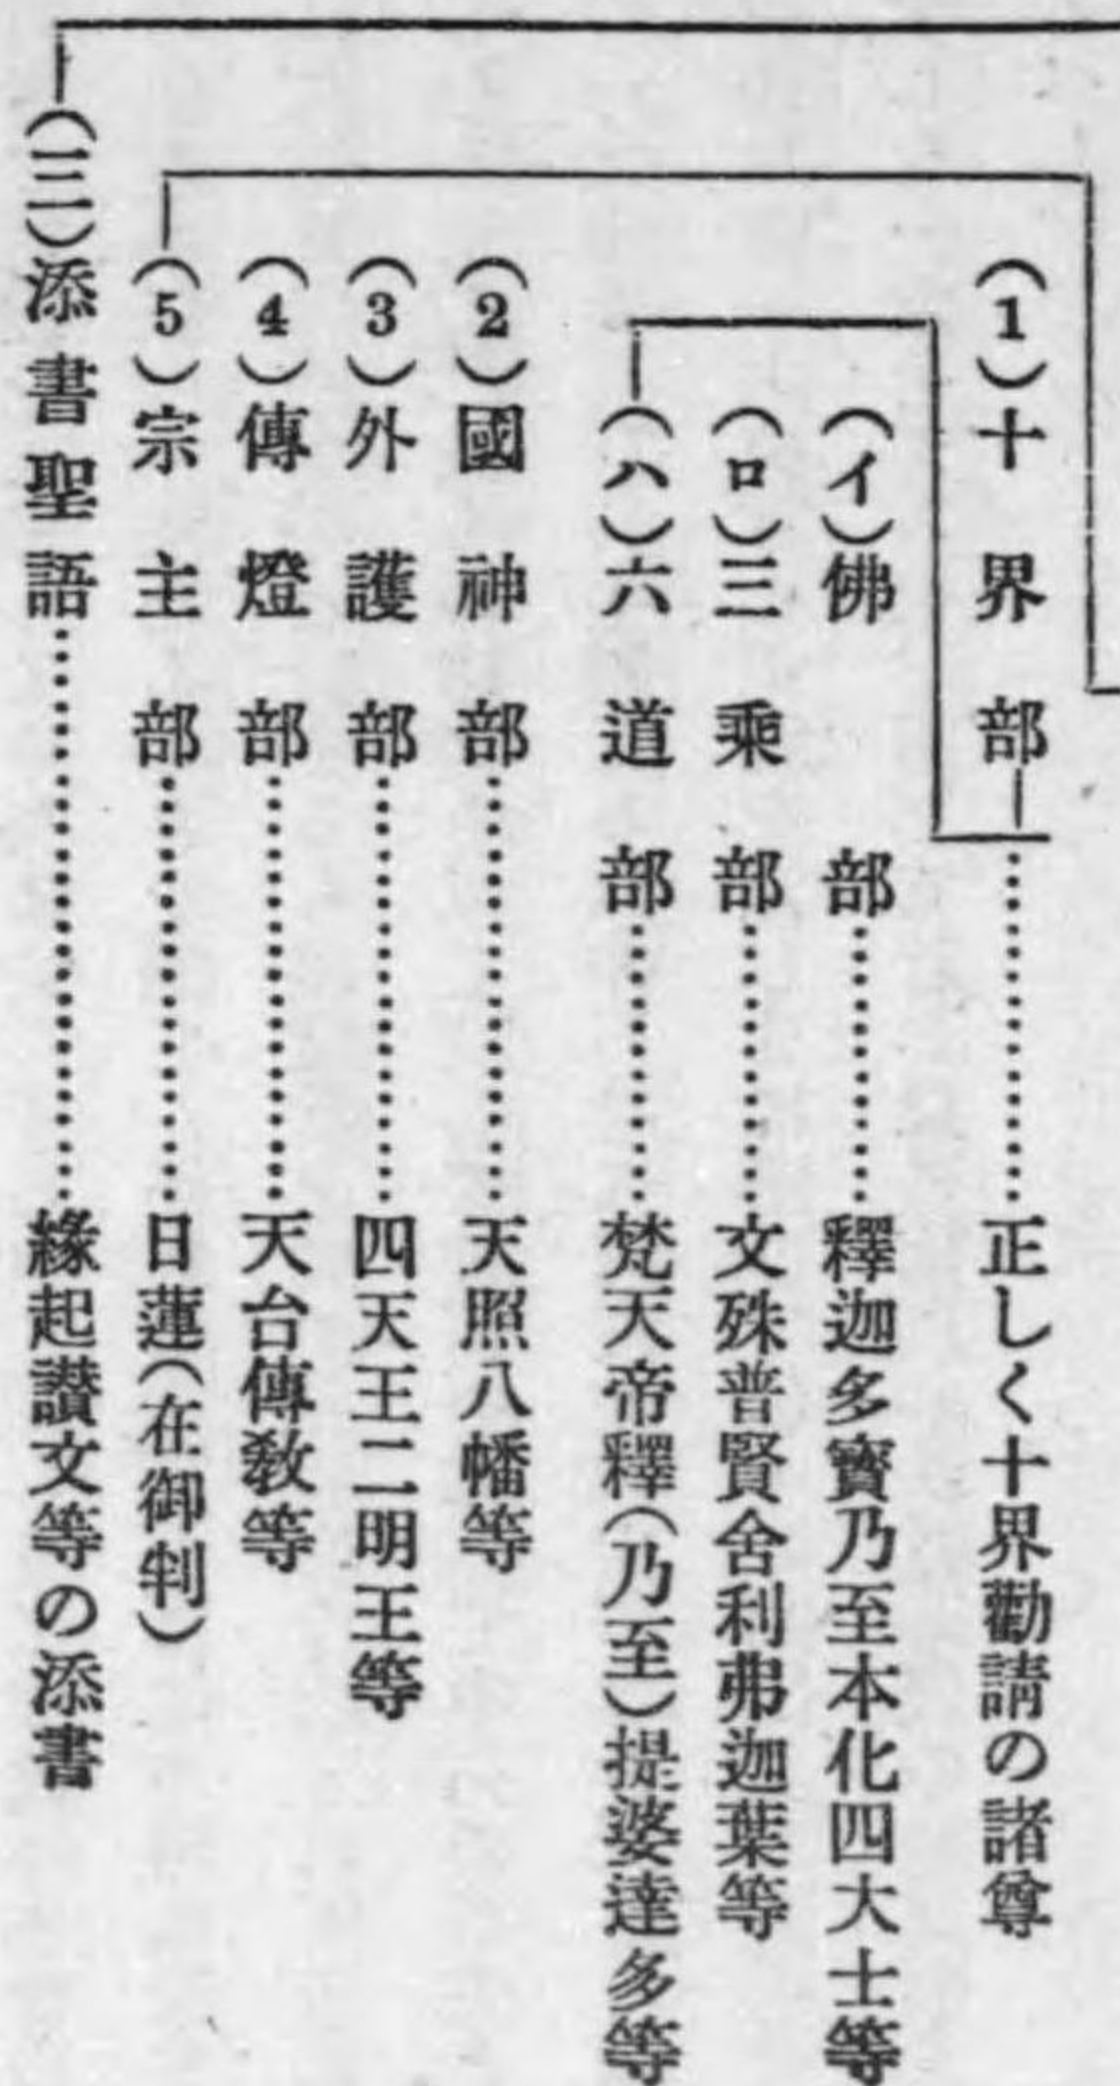 (1)十界部…………正しく十界勸請の諸尊
(イ)佛部…………釋迦多寶乃至本化四大士等
(ロ)三乘部…………文殊普賢舍利弗迦葉等
(ハ)六道部…………梵天帝釋(乃至)提婆達多等
(2)國神部…………天照八幡等
(3)外護部…………四天王二明王等
(4)傳燈部…………天台傳教等
(5)宗主部…………日蓮(在御判)
(三)添書聖語…………緣起讃文等の添書